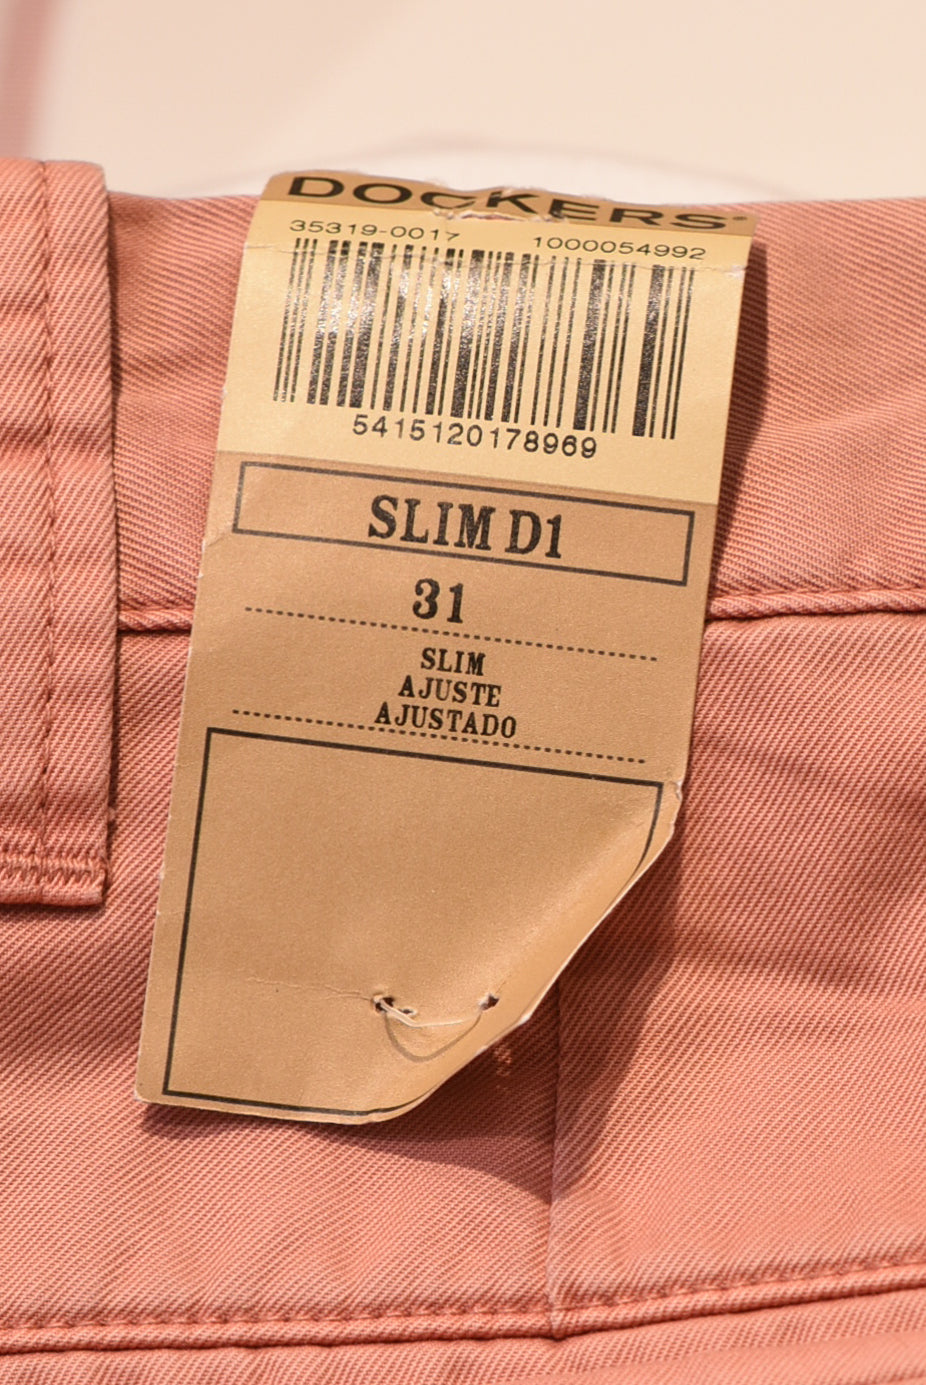 DOCKERS
35319-0017 1000054992
5415120178969
SLIM D1
31
SLIM
AJUSTE
AJUSTADO